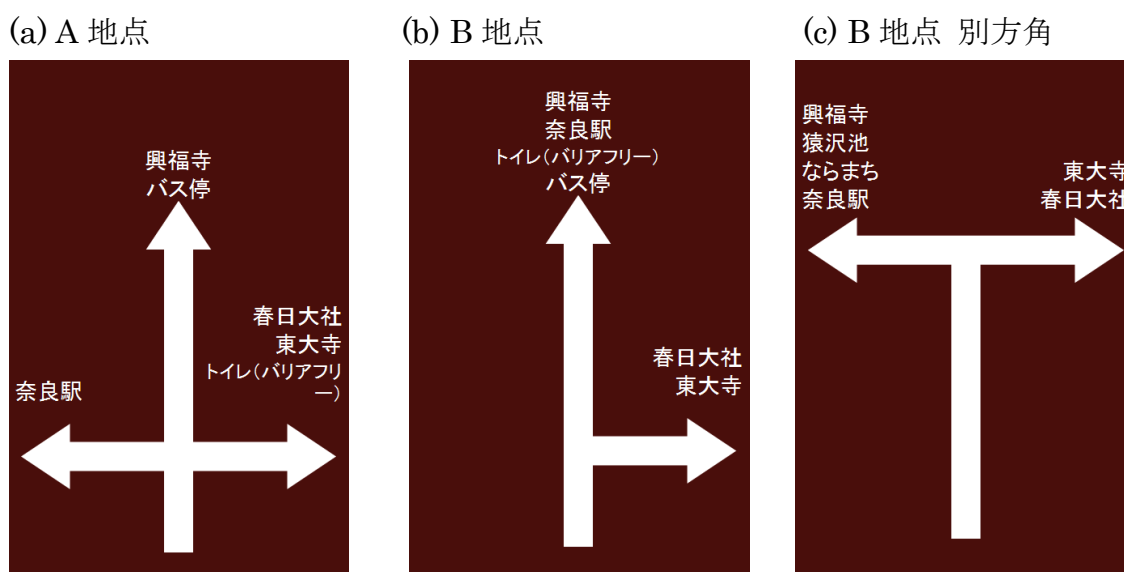 (a) A 地点
興福寺
バス停
春日大社
東大寺
トイレ(バリアフリ
ー)
奈良駅
(b) B 地点
興福寺
奈良駅
トイレ(バリアフリー)
バス停
春日大社
東大寺
(c) B 地点 別方角
興福寺
猿沢池
ならまち
奈良駅
東大寺
春日大社